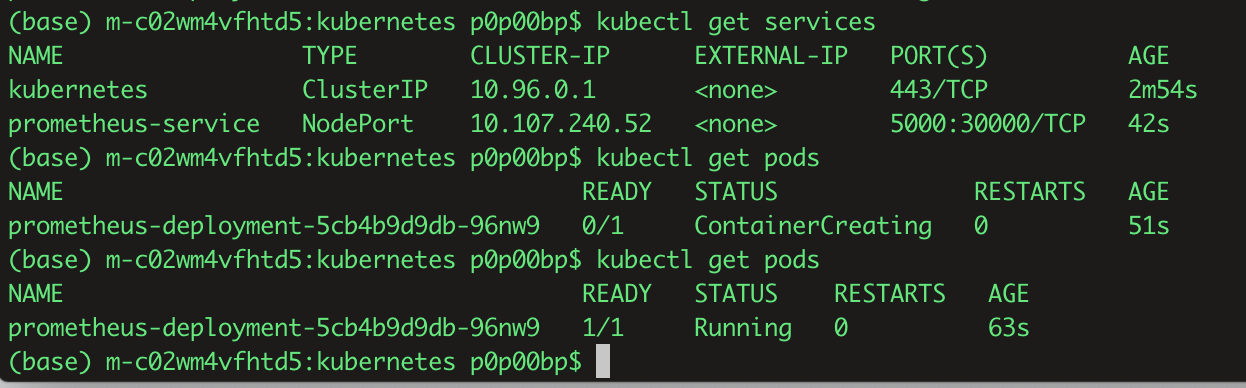 (base) m-c02wm4vfhtd5:kubernetes p0p00bp$ kubectl get services
NAME TYPE CLUSTER-IP EXTERNAL-IP PORT(S) AGE
kubernetes ClusterIP 10.96.0.1 <none> 443/TCP 2m54s
prometheus-service NodePort 10.107.240.52 <none> 5000:30000/TCP 42s
(base) m-c02wm4vfhtd5:kubernetes p0p00bp$ kubectl get pods
NAME READY STATUS RESTARTS AGE
prometheus-deployment-5cb4b9d9db-96nw9 0/1 ContainerCreating 0 51s
(base) m-c02wm4vfhtd5:kubernetes p0p00bp$ kubectl get pods
NAME READY STATUS RESTARTS AGE
prometheus-deployment-5cb4b9d9db-96nw9 1/1 Running 0 63s
(base) m-c02wm4vfhtd5:kubernetes p0p00bp$